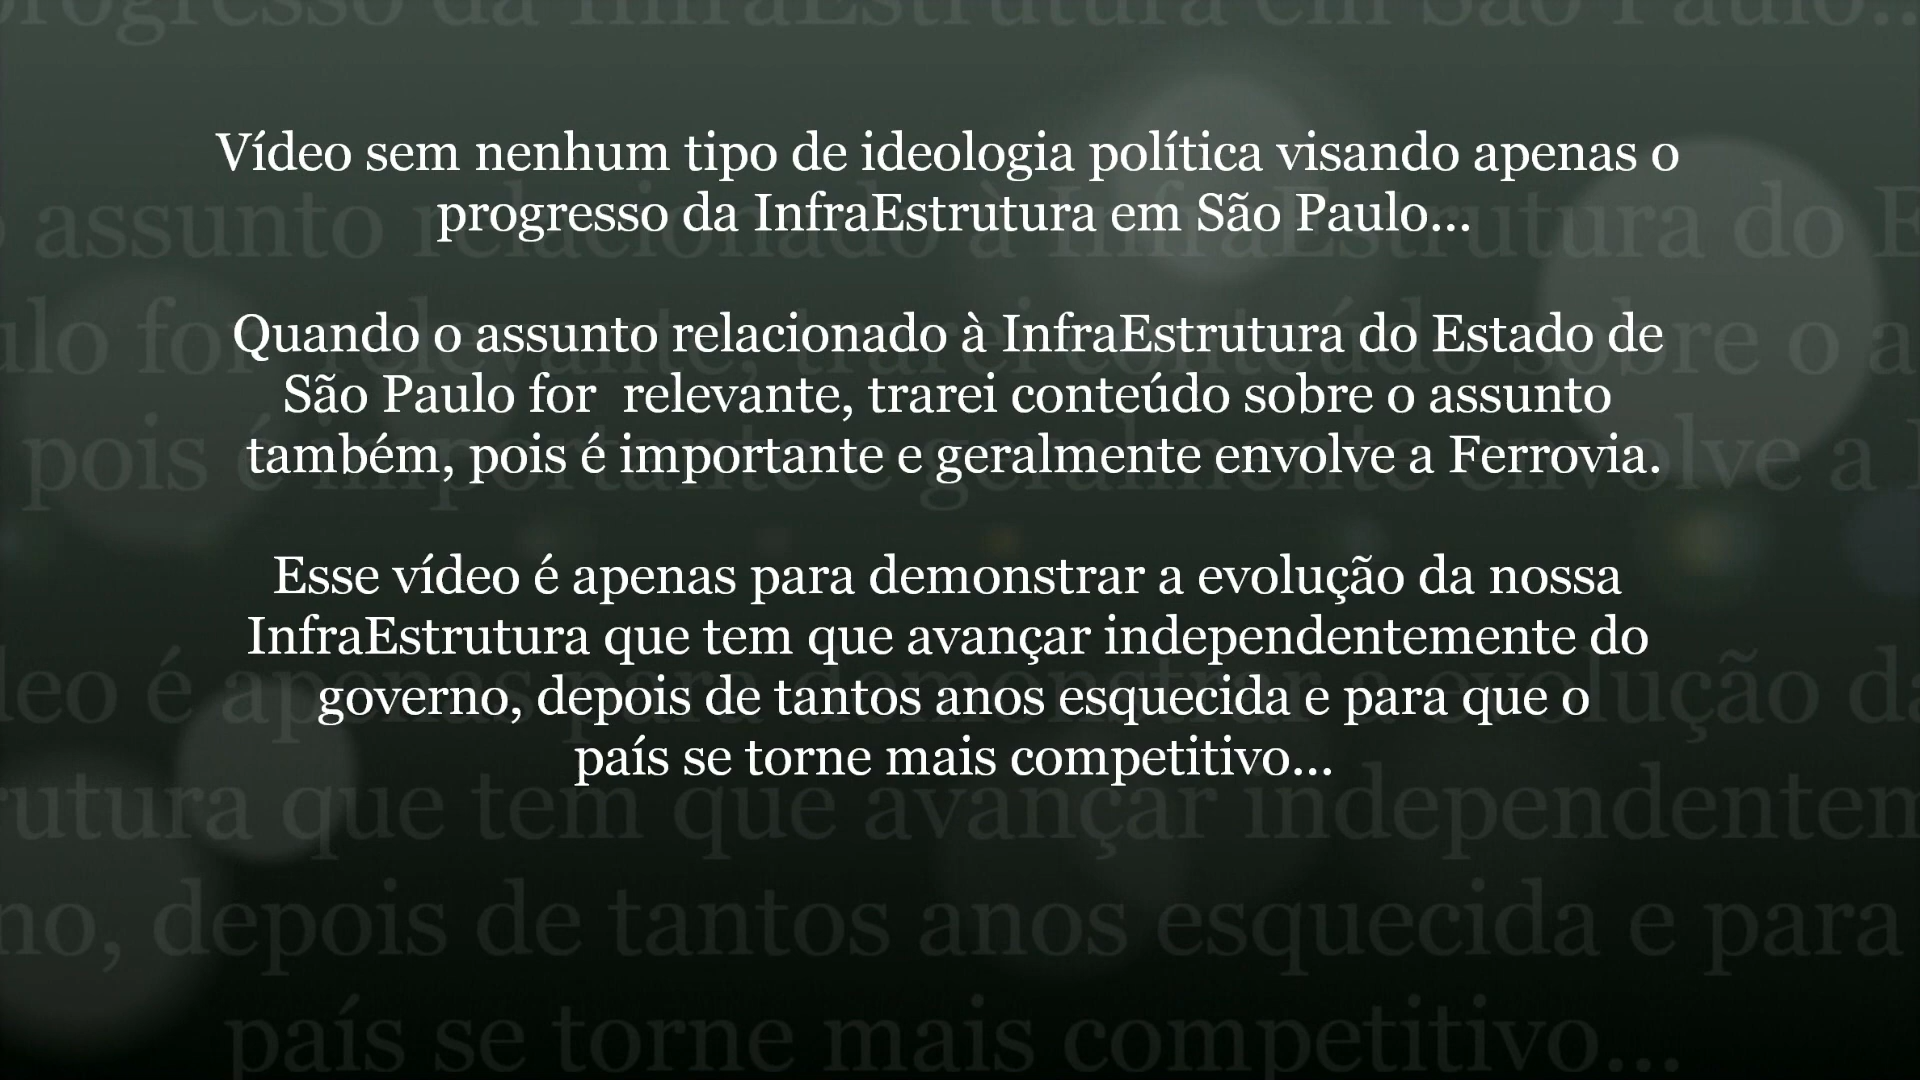 Vídeo sem nenhum tipo de ideologia política visando apenas o
progresso da InfraEstrutura em São Paulo...
Quando o assunto relacionado à InfraEstrutura do Estado de
São Paulo for  relevante, trarei conteúdo sobre o assunto
também, pois é importante e geralmente envolve a Ferrovia.
Esse vídeo é apenas para demonstrar a evolução da nossa
InfraEstrutura que tem que avançar independentemente do
governo, depois de tantos anos esquecida e para que o
país se torne mais competitivo...